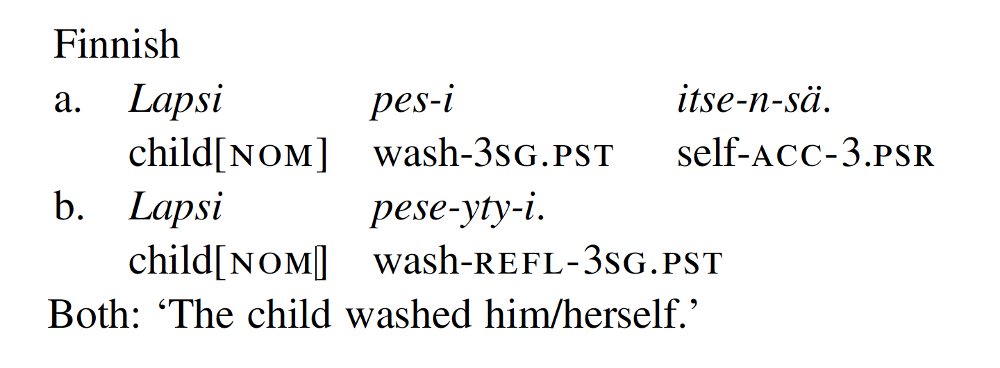 Finnish
a. Lapsi pes-i itse-n-sä.
child[NOM] wash-3SG.PST self-ACC-3.PSR
b. Lapsi pese-yty-i.
child[NOM] wash-REFL-3SG.PST
Both: ‘The child washed him/herself.’